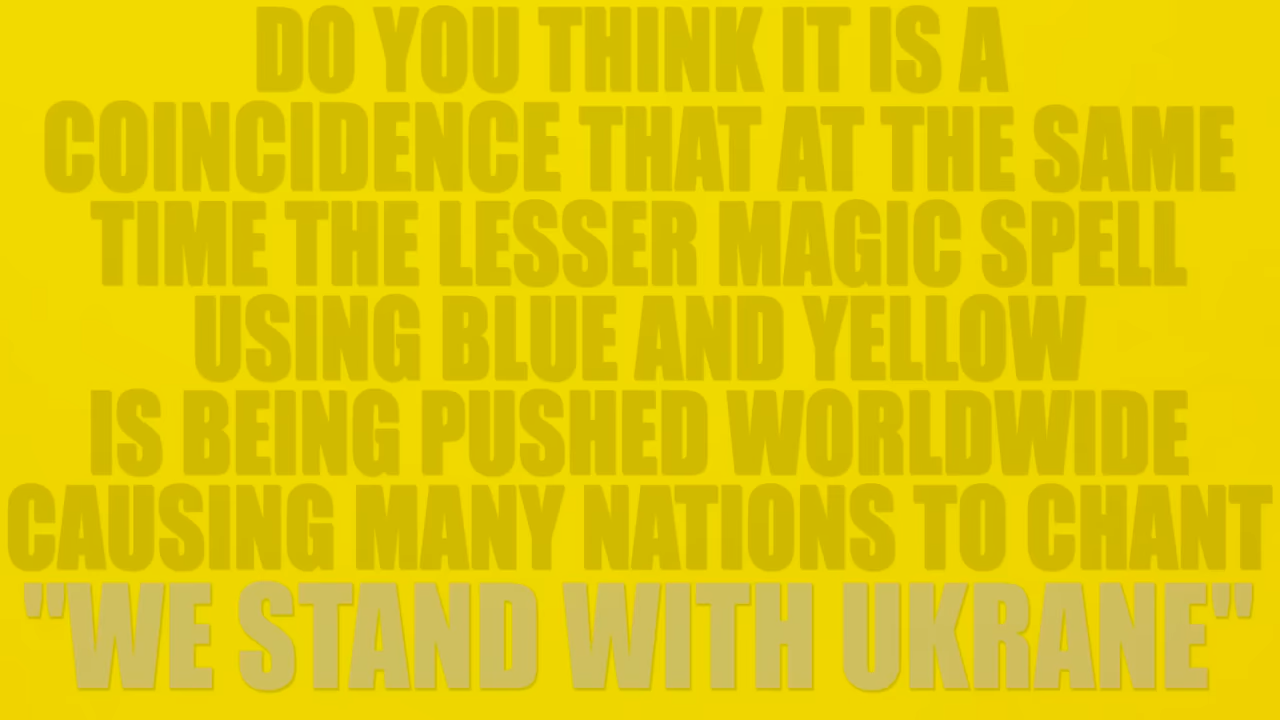 DO YOU THINK IT IS A
COINCIDENCE THAT AT THE SAME
TIME THE LESSER MAGIC SPELL
USING BLUE AND YELLOW
IS BEING PUSHED WORLDWIDE
CAUSING MANY NATIONS TO CHANT
"WE STAND WITH UKRANE"